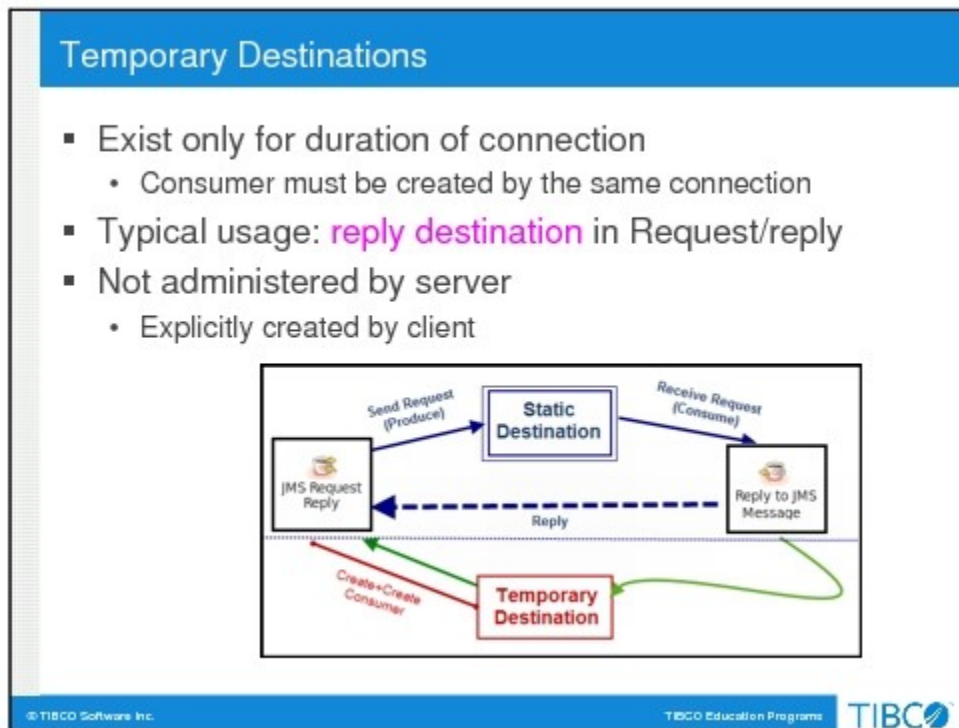 Temporary Destinations
▪ Exist only for duration of connection
• Consumer must be created by the same connection
▪ Typical usage: reply destination in Request/reply
▪ Not administered by server
• Explicitly created by client
Send Request
(Produce)
Static
Destination
Receive Request
(Consume)
JMS Request
Reply
Reply to JMS
Message
Reply
Create+Create
Consumer
Temporary
Destination
© TIBCO Software Inc.
TIBCO Education Programs
TIBCO